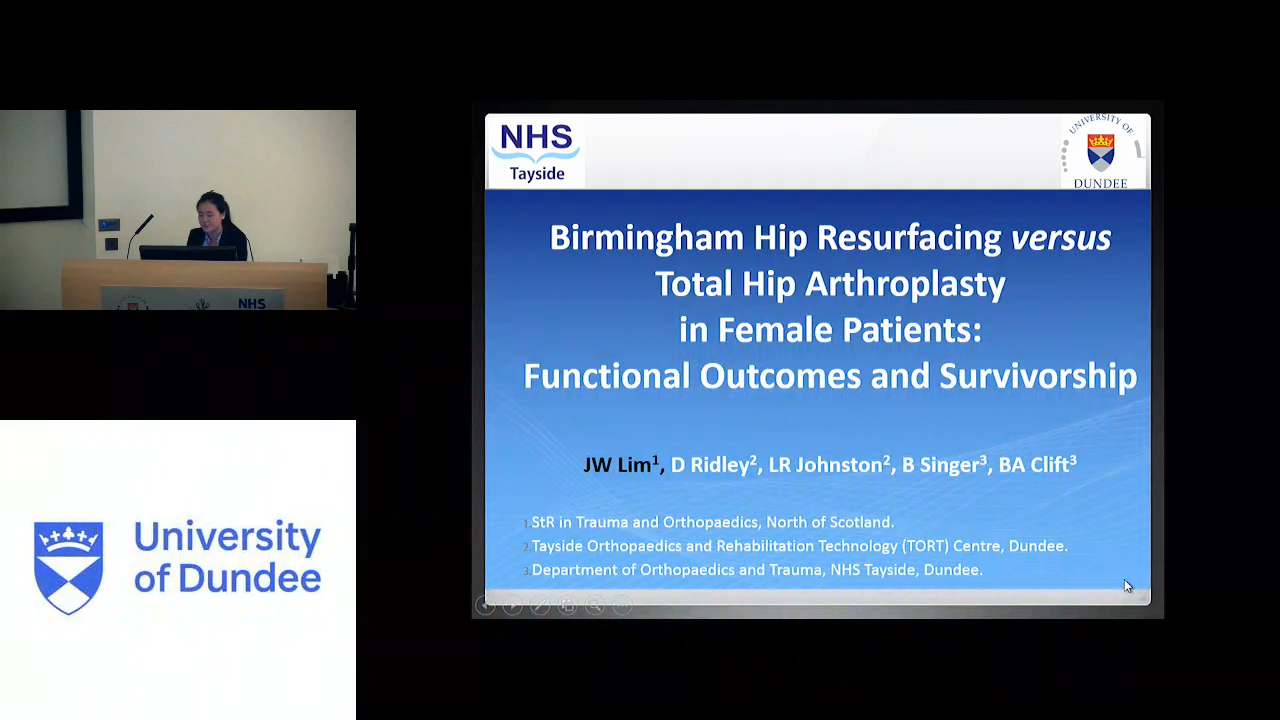 NHS
Tayside
UNIVERSITY OF
DUNDEE
Birmingham Hip Resurfacing versus
Total Hip Arthroplasty
in Female Patients:
Functional Outcomes and Survivorship
JW Lim¹, D Ridley², LR Johnston², B Singer³, BA Clift³
1.StR in Trauma and Orthopaedics, North of Scotland.
2.Tayside Orthopaedics and Rehabilitation Technology (TORT) Centre, Dundee.
3.Department of Orthopaedics and Trauma, NHS Tayside, Dundee.
NHS
University
of Dundee